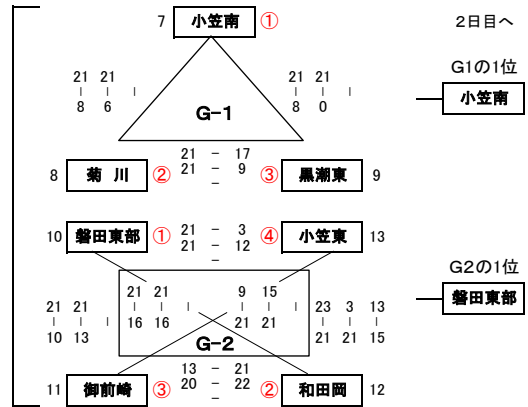 7 小笠南 ① 2日目へ
G1の1位
小笠南
21 21
| | |
8 6
21 21
| | |
8 0
G-1
21 - 17
21 - 9
-
8 菊 川 ② ③ 黒潮東 9
10 磐田東部 ① 21 - 3 ④ 小笠東 13
21 - 12
-
G2の1位
磐田東部
21 21
| | |
10 13
21 21
| | |
16 16
9 15
| | |
21 21
23 3 13
| | |
21 21 15
G-2
13 - 21
20 - 22
-
11 御前崎 ③ ② 和田岡 12